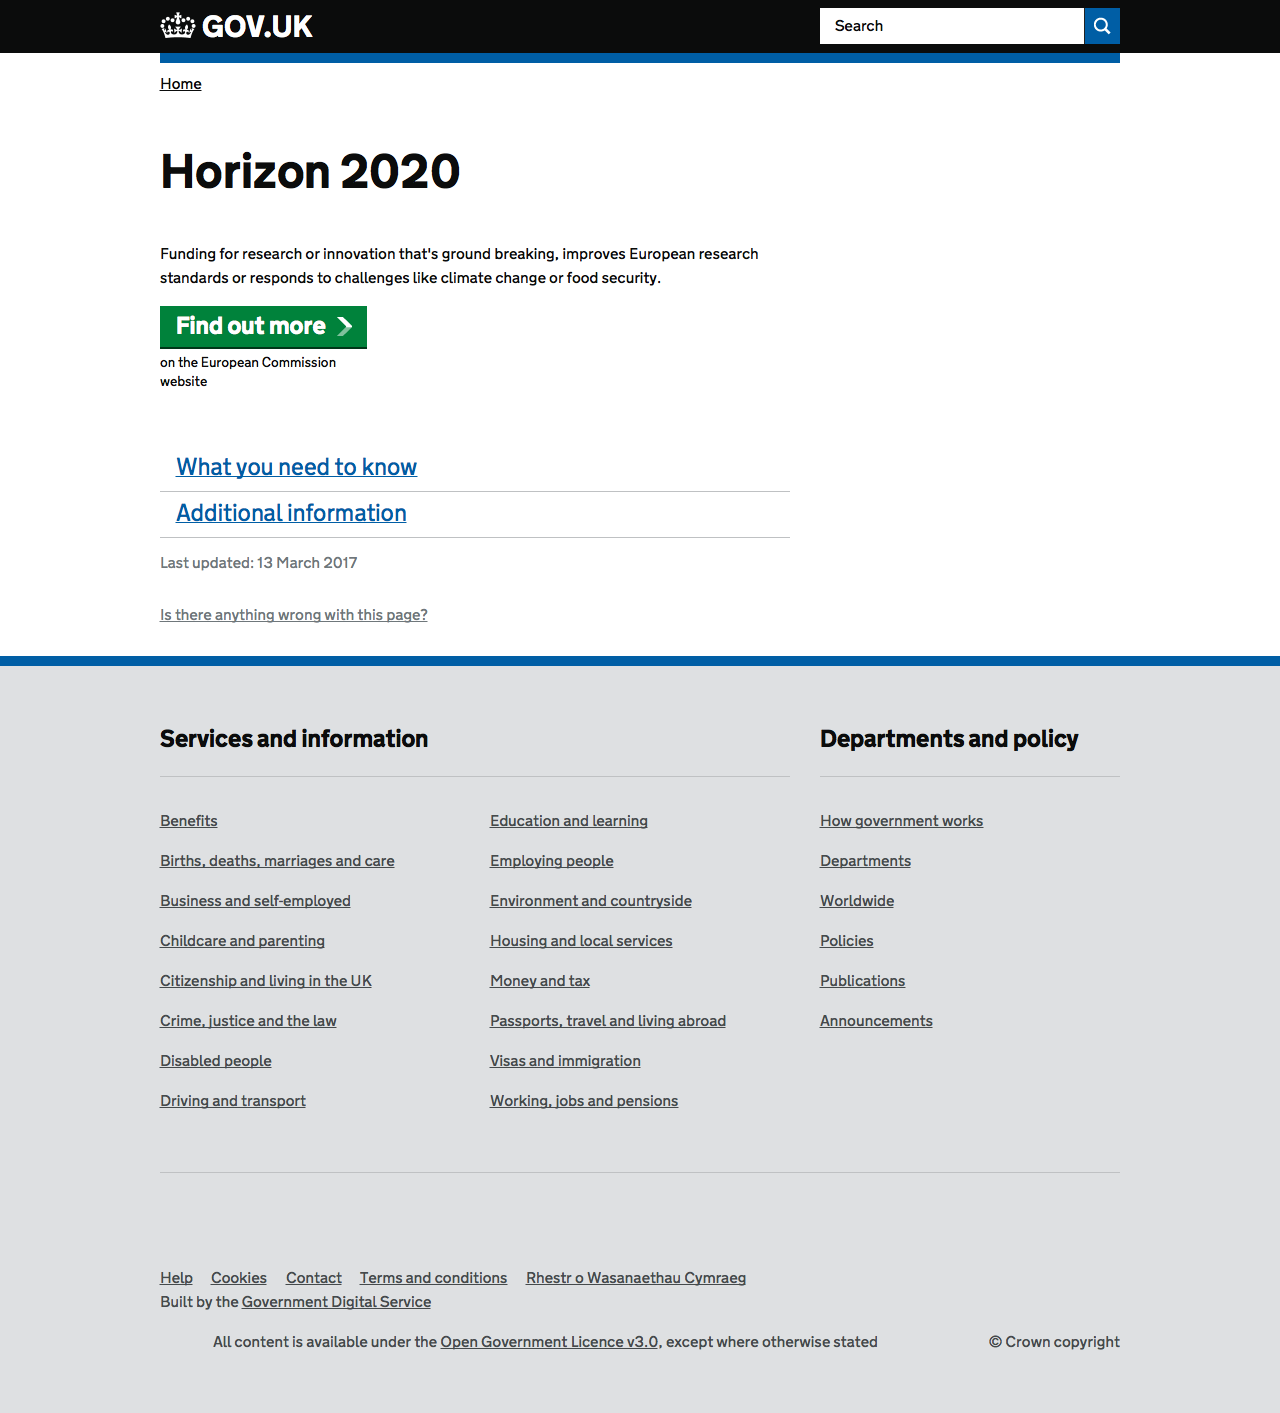 GOV.UK
Search
Home
Horizon 2020
Funding for research or innovation that's ground breaking, improves European research
standards or responds to challenges like climate change or food security.
Find out more
on the European Commission
website
What you need to know
Additional information
Last updated: 13 March 2017
Is there anything wrong with this page?
Services and information
Benefits
Births, deaths, marriages and care
Business and self-employed
Childcare and parenting
Citizenship and living in the UK
Crime, justice and the law
Disabled people
Driving and transport
Education and learning
Employing people
Environment and countryside
Housing and local services
Money and tax
Passports, travel and living abroad
Visas and immigration
Working, jobs and pensions
Departments and policy
How government works
Departments
Worldwide
Policies
Publications
Announcements
Help Cookies Contact Terms and conditions Rhestr o Wasanaethau Cymraeg
Built by the Government Digital Service
All content is available under the Open Government Licence v3.0, except where otherwise stated
© Crown copyright